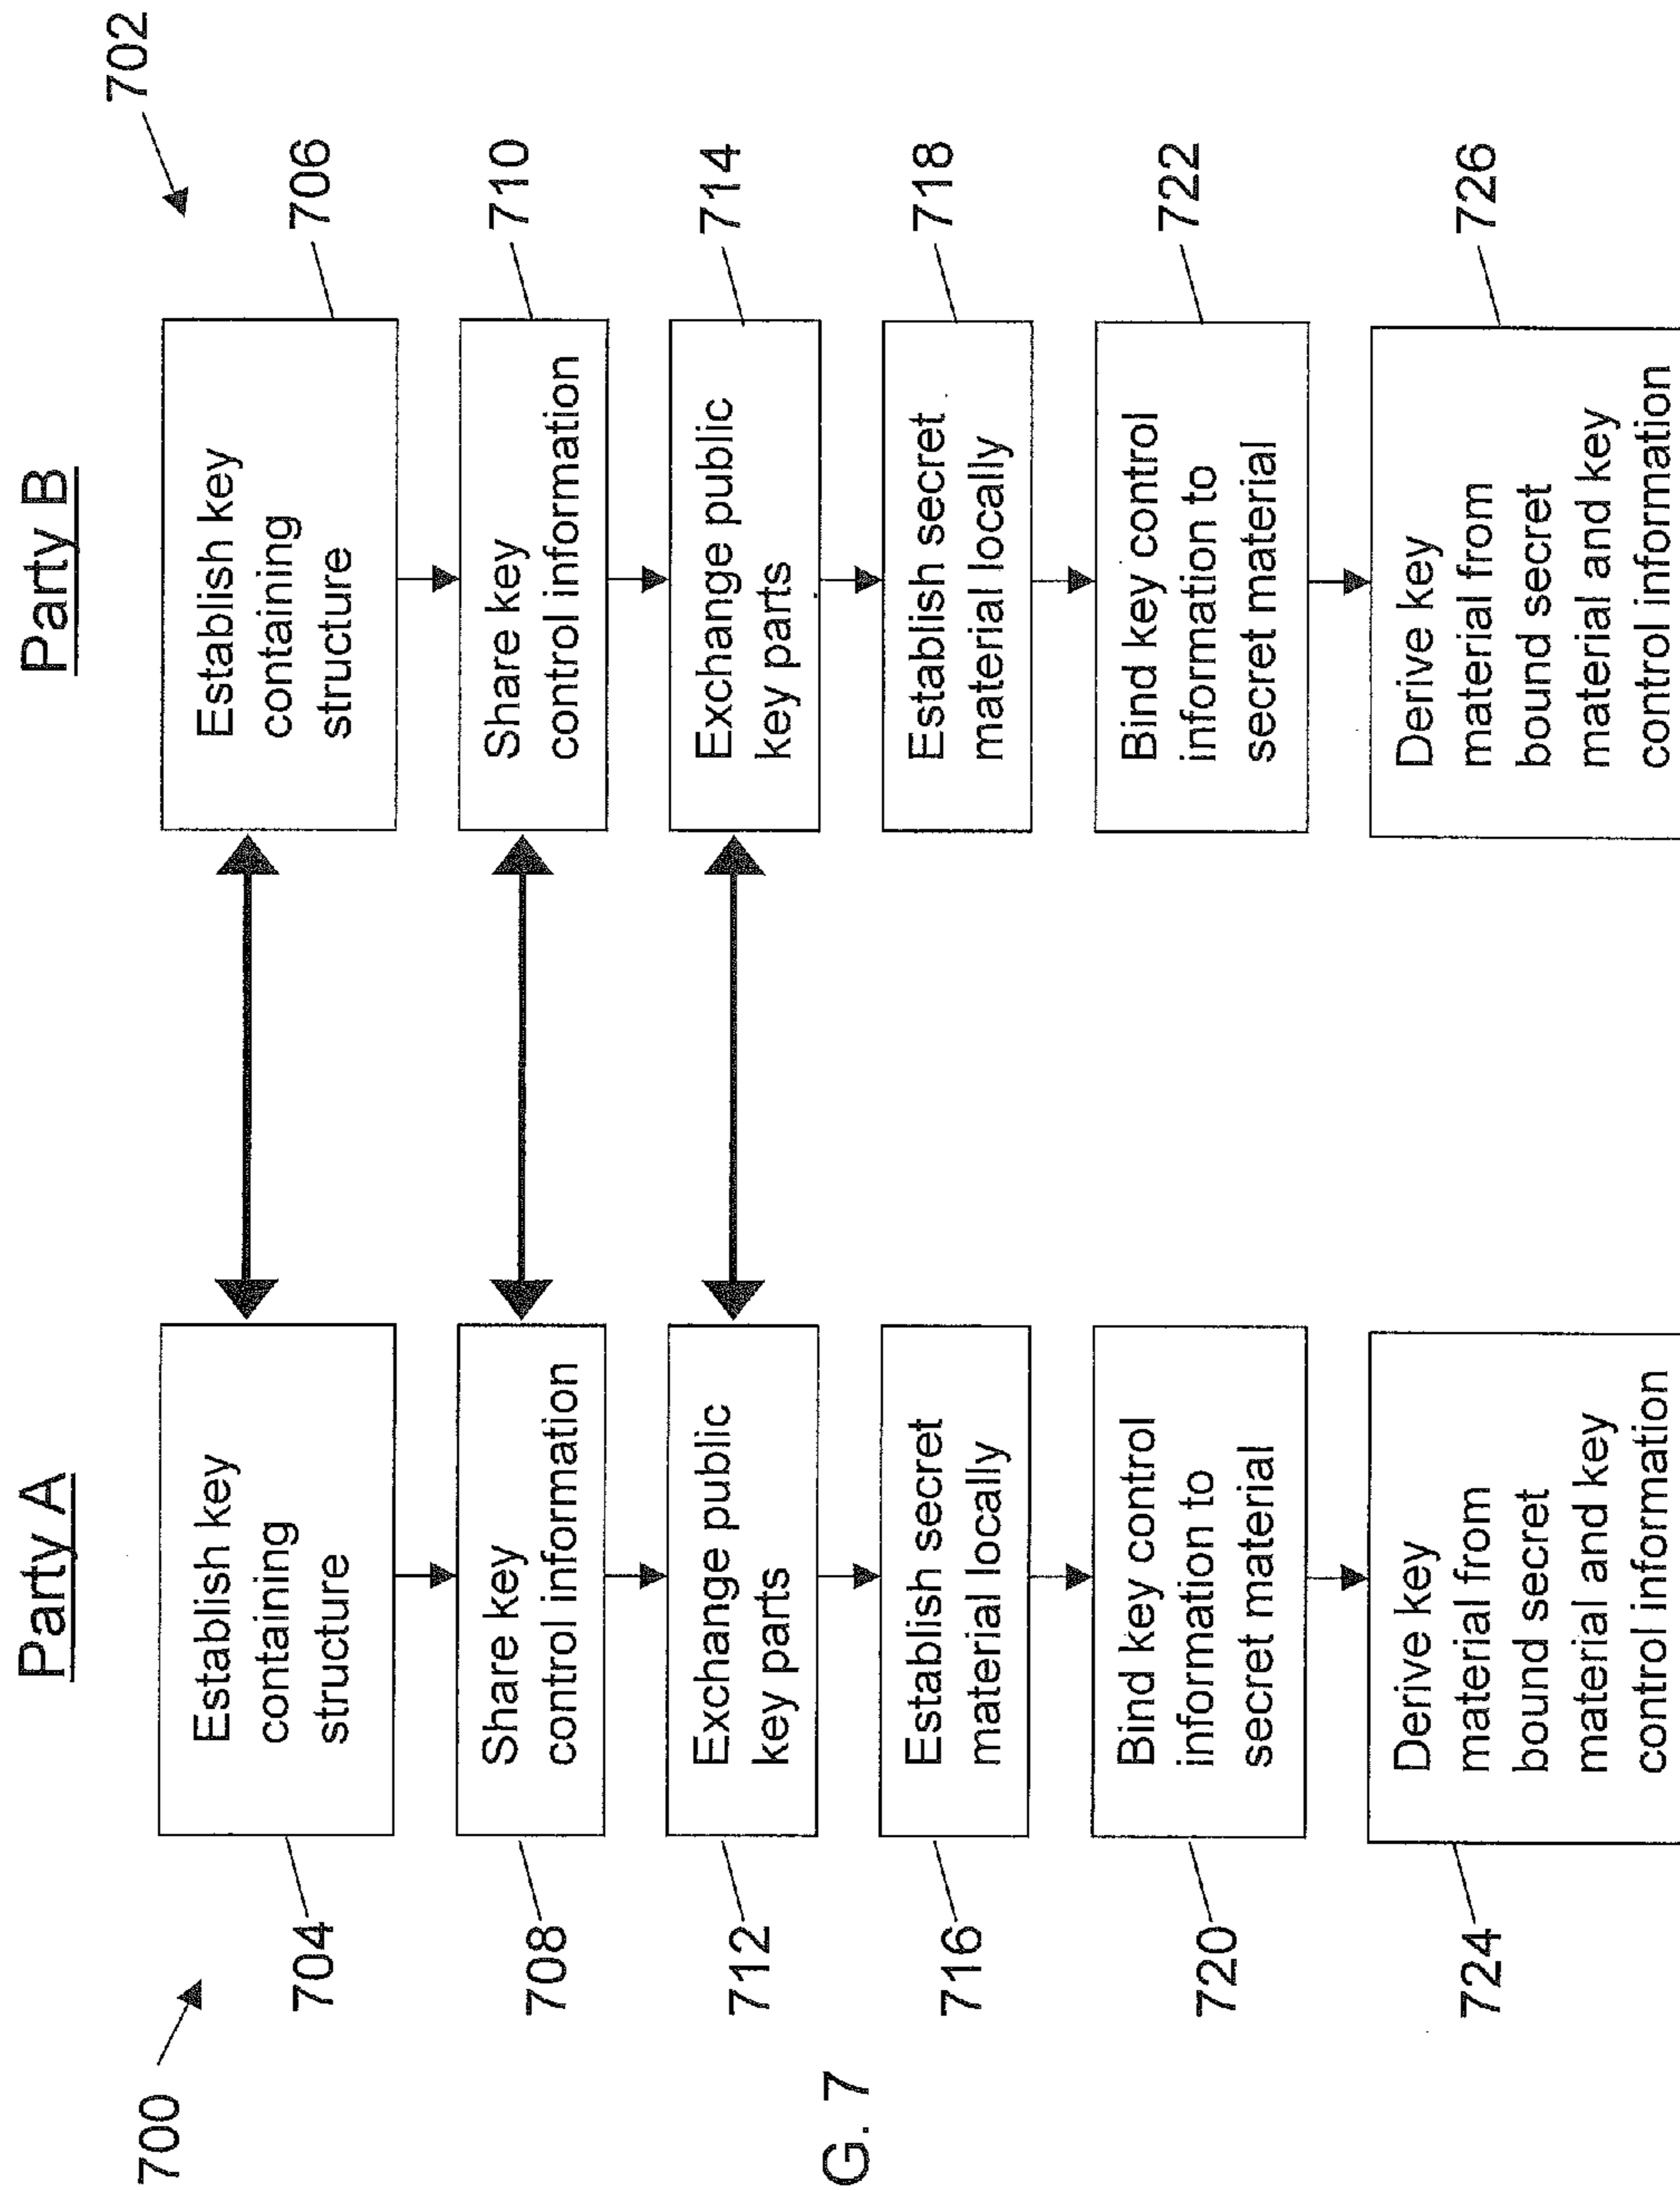 Party A
Party B
700
702
Establish key
containing
structure
704
Establish key
containing
structure
706
Share key
control information
708
Share key
control information
710
Exchange public
key parts
712
Exchange public
key parts
714
Establish secret
material locally
716
Establish secret
material locally
718
Bind key control
information to
secret material
720
Bind key control
information to
secret material
722
Derive key
material from
bound secret
material and key
control information
724
Derive key
material from
bound secret
material and key
control information
726
G. 7